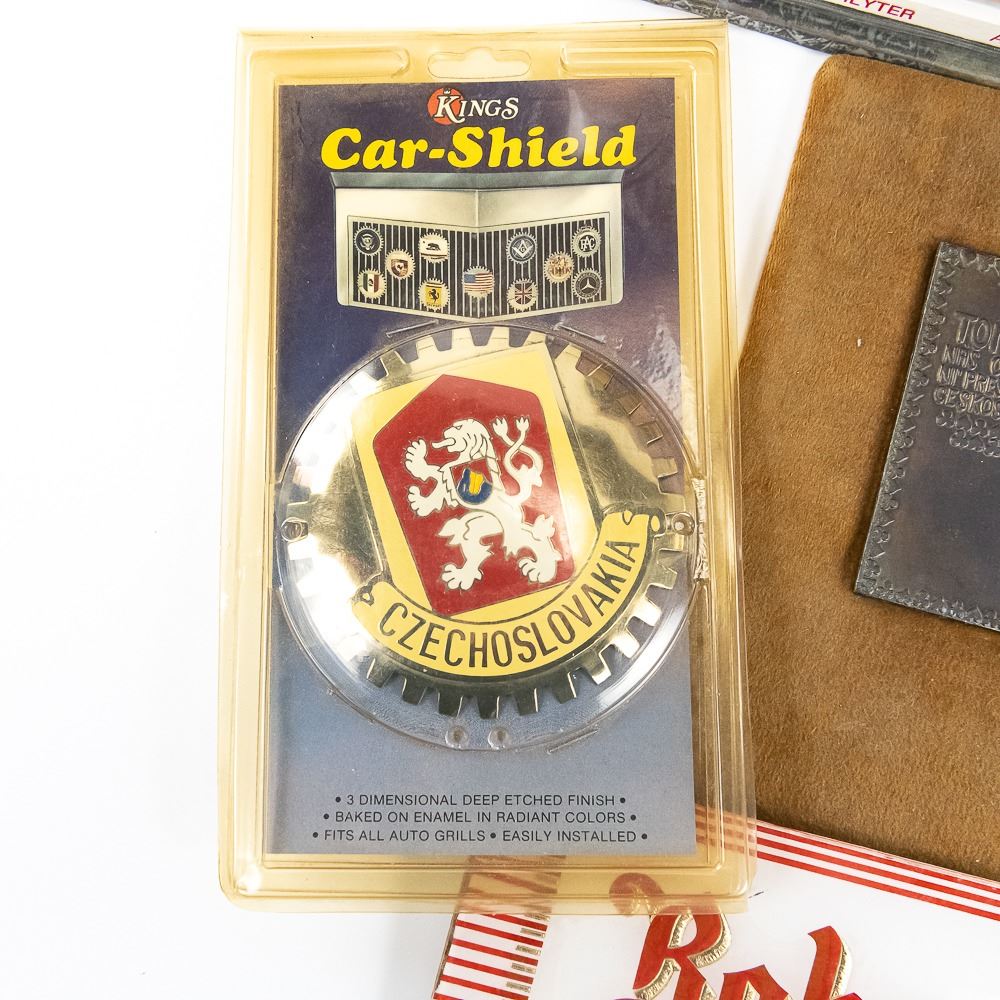 KINGS
Car-Shield
CZECHOSLOVAKIA
• 3 DIMENSIONAL DEEP ETCHED FINISH •
• BAKED ON ENAMEL IN RADIANT COLORS •
• FITS ALL AUTO GRILLS • EASILY INSTALLED •